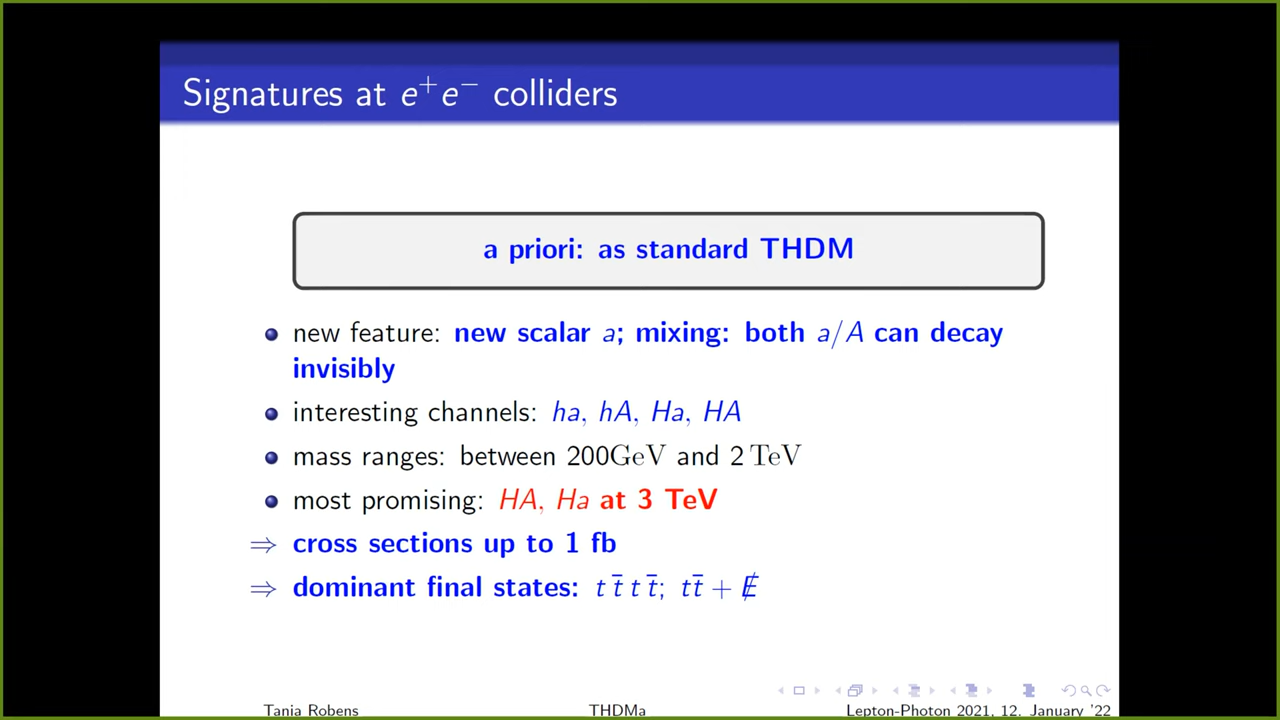 Signatures at e⁺e⁻ colliders
a priori: as standard THDM
new feature: new scalar a; mixing: both a/A can decay
invisibly
interesting channels: ha, hA, Ha, HA
mass ranges: between 200GeV and 2 TeV
most promising: HA, Ha at 3 TeV
⇒ cross sections up to 1 fb
⇒ dominant final states: t t̄ t t̄; t t̄ + E̸
Tania Robens THDMa Lepton-Photon 2021, 12. January '22